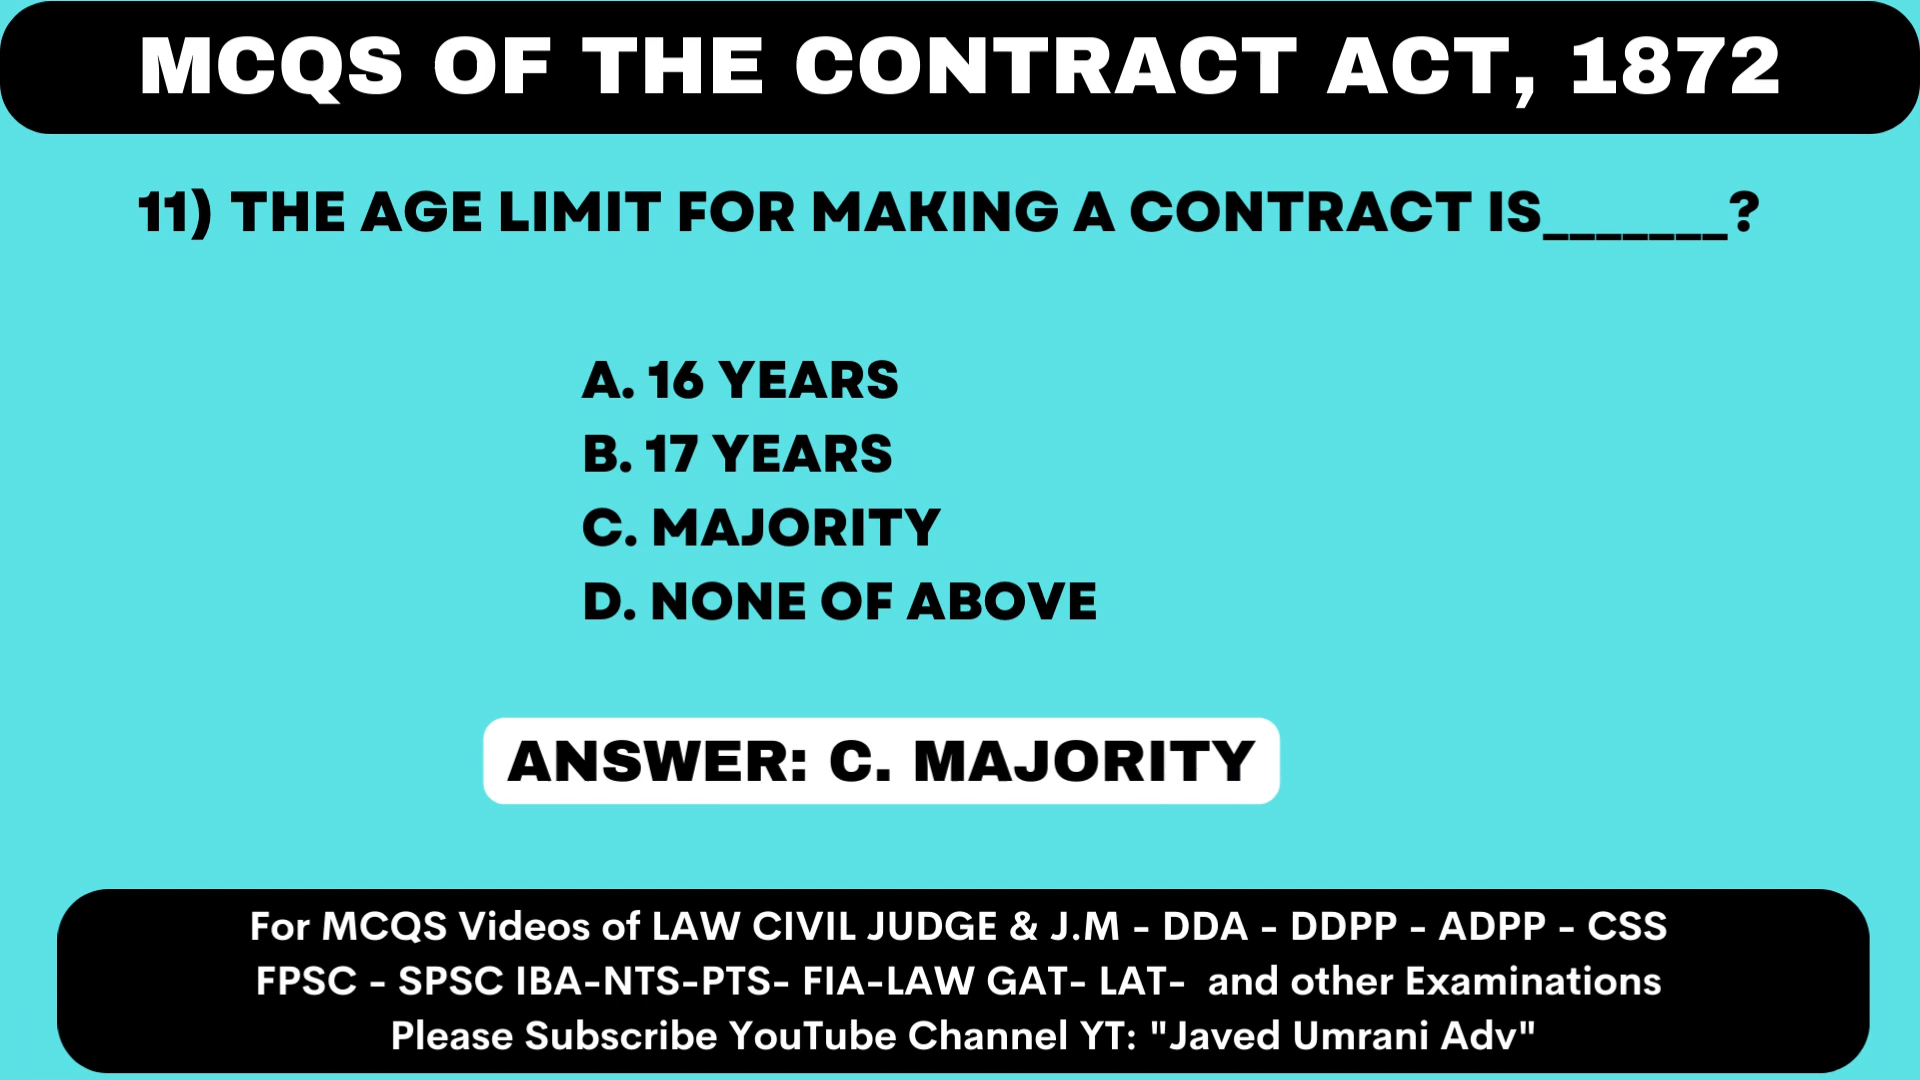 MCQS OF THE CONTRACT ACT, 1872
11) THE AGE LIMIT FOR MAKING A CONTRACT IS_______?
A. 16 YEARS
B. 17 YEARS
C. MAJORITY
D. NONE OF ABOVE
ANSWER: C. MAJORITY
For MCQS Videos of LAW CIVIL JUDGE & J.M - DDA - DDPP - ADPP - CSS
FPSC - SPSC IBA-NTS-PTS- FIA-LAW GAT- LAT- and other Examinations
Please Subscribe YouTube Channel YT: "Javed Umrani Adv"